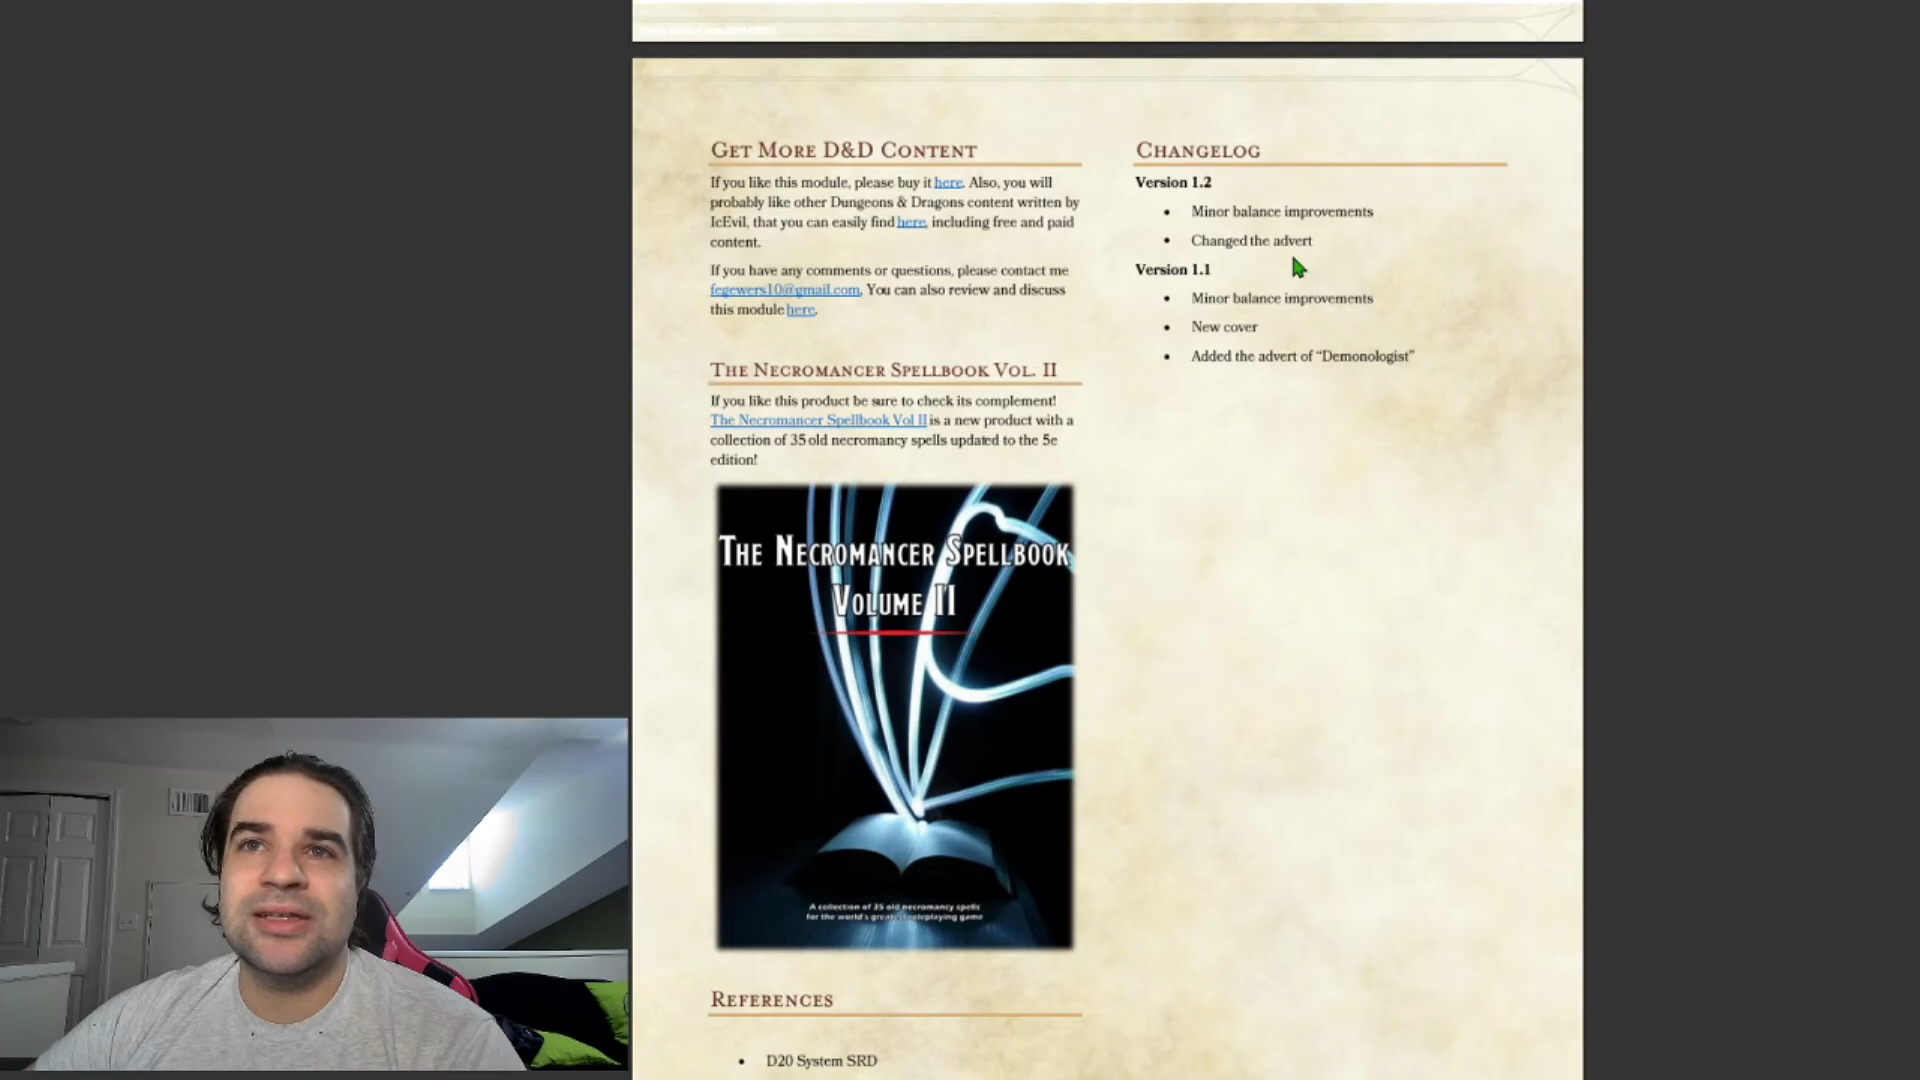 GET MORE D&D CONTENT
If you like this module, please buy it here. Also, you will
probably like other Dungeons & Dragons content written by
IcEvil, that you can easily find here, including free and paid
content.
If you have any comments or questions, please contact me
fegewers10@gmail.com. You can also review and discuss
this module here.
THE NECROMANCER SPELLBOOK VOL. II
If you like this product be sure to check its complement!
The Necromancer Spellbook Vol II is a new product with a
collection of 35 old necromancy spells updated to the 5e
edition!
THE NECROMANCER SPELLBOOK
VOLUME II
A collection of 35 old necromancy spells
for the world's greatest roleplaying game
REFERENCES
• D20 System SRD
CHANGELOG
Version 1.2
• Minor balance improvements
• Changed the advert
Version 1.1
• Minor balance improvements
• New cover
• Added the advert of “Demonologist”